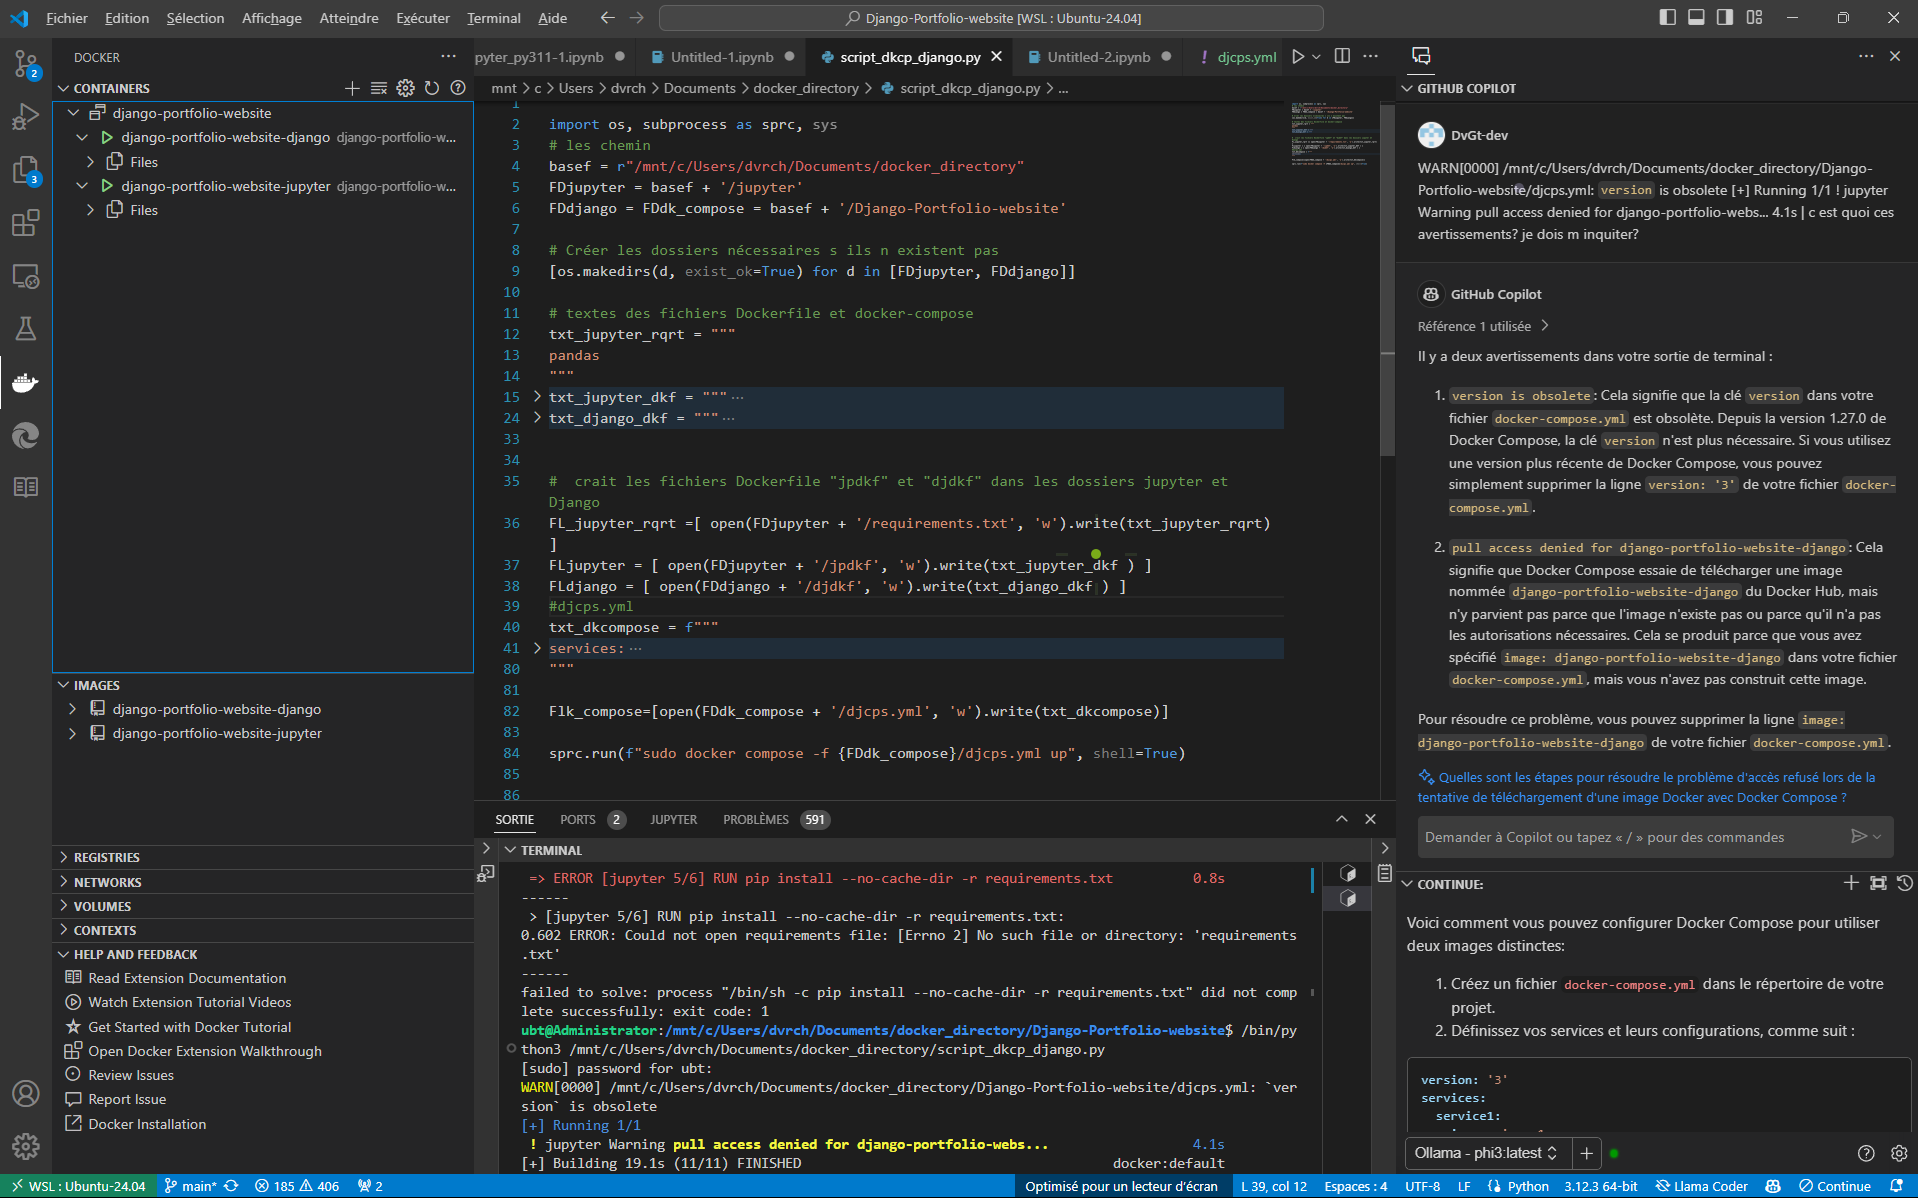 Fichier Edition Sélection Affichage Atteindre Exécuter Terminal Aide
Django-Portfolio-website [WSL : Ubuntu-24.04]
2
3
DOCKER
CONTAINERS
django-portfolio-website
django-portfolio-website-django django-portfolio-w...
Files
django-portfolio-website-jupyter django-portfolio-w...
Files
IMAGES
django-portfolio-website-django
django-portfolio-website-jupyter
REGISTRIES
NETWORKS
VOLUMES
CONTEXTS
HELP AND FEEDBACK
Read Extension Documentation
Watch Extension Tutorial Videos
Get Started with Docker Tutorial
Open Docker Extension Walkthrough
Review Issues
Report Issue
Docker Installation
pyter_py311-1.ipynb Untitled-1.ipynb script_dkcp_django.py Untitled-2.ipynb ! djcps.yml
mnt > c > Users > dvrch > Documents > docker_directory > script_dkcp_django.py > ...
1
2 import os, subprocess as sprc, sys
3 # les chemin
4 basef = r"/mnt/c/Users/dvrch/Documents/docker_directory"
5 FDjupyter = basef + '/jupyter'
6 FDdjango = FDdk_compose = basef + '/Django-Portfolio-website'
7
8 # Créer les dossiers nécessaires s ils n existent pas
9 [os.makedirs(d, exist_ok=True) for d in [FDjupyter, FDdjango]]
10
11 # textes des fichiers Dockerfile et docker-compose
12 txt_jupyter_rqrt = """
13 pandas
14 """
15 txt_jupyter_dkf = """ ...
24 txt_django_dkf = """ ...
33
34
35 #  crait les fichiers Dockerfile "jpdkf" et "djdkf" dans les dossiers jupyter et
Django
36 FL_jupyter_rqrt =[ open(FDjupyter + '/requirements.txt', 'w').write(txt_jupyter_rqrt)
]
37 FLjupyter = [ open(FDjupyter + '/jpdkf', 'w').write(txt_jupyter_dkf ) ]
38 FLdjango = [ open(FDdjango + '/djdkf', 'w').write(txt_django_dkf ) ]
39 #djcps.yml
40 txt_dkcompose = f"""
41 services: ...
80 """
81
82 Flk_compose=[open(FDdk_compose + '/djcps.yml', 'w').write(txt_dkcompose)]
83
84 sprc.run(f"sudo docker compose -f {FDdk_compose}/djcps.yml up", shell=True)
85
86
SORTIE PORTS 2 JUPYTER PROBLÈMES 591
TERMINAL
=> ERROR [jupyter 5/6] RUN pip install --no-cache-dir -r requirements.txt 0.8s
------
> [jupyter 5/6] RUN pip install --no-cache-dir -r requirements.txt:
0.602 ERROR: Could not open requirements file: [Errno 2] No such file or directory: 'requirements
.txt'
------
failed to solve: process "/bin/sh -c pip install --no-cache-dir -r requirements.txt" did not comp
lete successfully: exit code: 1
ubt@Administrator:/mnt/c/Users/dvrch/Documents/docker_directory/Django-Portfolio-website$ /bin/py
thon3 /mnt/c/Users/dvrch/Documents/docker_directory/script_dkcp_django.py
[sudo] password for ubt:
WARN[0000] /mnt/c/Users/dvrch/Documents/docker_directory/Django-Portfolio-website/djcps.yml: `ver
sion` is obsolete
[+] Running 1/1
! jupyter Warning pull access denied for django-portfolio-webs... 4.1s
[+] Building 19.1s (11/11) FINISHED docker:default
GITHUB COPILOT
DvGt-dev
WARN[0000] /mnt/c/Users/dvrch/Documents/docker_directory/Django-
Portfolio-website/djcps.yml: version is obsolete [+] Running 1/1 ! jupyter
Warning pull access denied for django-portfolio-webs... 4.1s | c est quoi ces
avertissements? je dois m inquiter?
GitHub Copilot
Référence 1 utilisée
Il y a deux avertissements dans votre sortie de terminal :
1. version is obsolete : Cela signifie que la clé version dans votre
fichier docker-compose.yml est obsolète. Depuis la version 1.27.0 de
Docker Compose, la clé version n'est plus nécessaire. Si vous utilisez
une version plus récente de Docker Compose, vous pouvez
simplement supprimer la ligne version: '3' de votre fichier docker-
compose.yml.
2. pull access denied for django-portfolio-website-django : Cela
signifie que Docker Compose essaie de télécharger une image
nommée django-portfolio-website-django du Docker Hub, mais
n'y parvient pas parce que l'image n'existe pas ou parce qu'il n'a pas
les autorisations nécessaires. Cela se produit parce que vous avez
spécifié image: django-portfolio-website-django dans votre fichier
docker-compose.yml, mais vous n'avez pas construit cette image.
Pour résoudre ce problème, vous pouvez supprimer la ligne image:
django-portfolio-website-django de votre fichier docker-compose.yml.
Quelles sont les étapes pour résoudre le problème d'accès refusé lors de la
tentative de téléchargement d'une image Docker avec Docker Compose ?
Demander à Copilot ou tapez « / » pour des commandes
CONTINUE:
Voici comment vous pouvez configurer Docker Compose pour utiliser
deux images distinctes:
1. Créez un fichier docker-compose.yml dans le répertoire de votre
projet.
2. Définissez vos services et leurs configurations, comme suit :
version: '3'
services:
service1:
Ollama - phi3:latest
WSL : Ubuntu-24.04 main* 185 406 2 Optimisé pour un lecteur d'écran L 39, col 12 Espaces : 4 UTF-8 LF Python 3.12.3 64-bit Llama Coder Continue